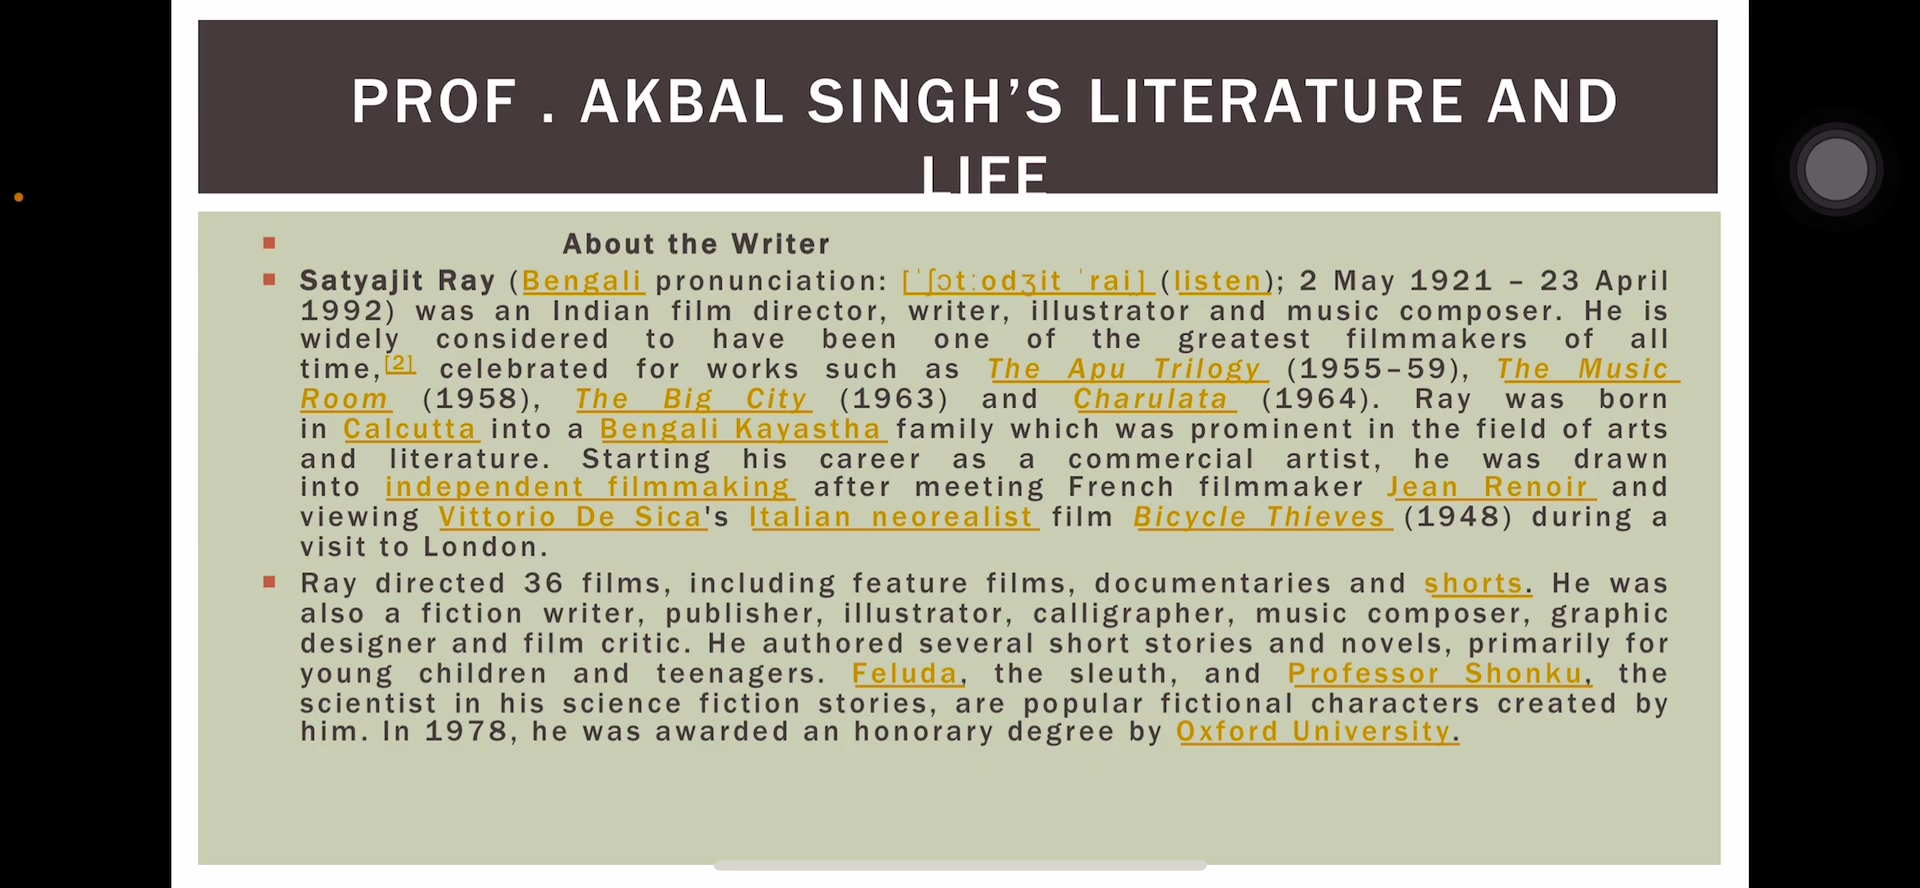 PROF . AKBAL SINGH’S LITERATURE AND
LIFE
About the Writer
Satyajit Ray (Bengali pronunciation: [ˈʃɔtːodʒit ˈrai̯] (listen); 2 May 1921 – 23 April
1992) was an Indian film director, writer, illustrator and music composer. He is
widely considered to have been one of the greatest filmmakers of all
time,[2] celebrated for works such as The Apu Trilogy (1955–59), The Music
Room (1958), The Big City (1963) and Charulata (1964). Ray was born
in Calcutta into a Bengali Kayastha family which was prominent in the field of arts
and literature. Starting his career as a commercial artist, he was drawn
into independent filmmaking after meeting French filmmaker Jean Renoir and
viewing Vittorio De Sica's Italian neorealist film Bicycle Thieves (1948) during a
visit to London.
Ray directed 36 films, including feature films, documentaries and shorts. He was
also a fiction writer, publisher, illustrator, calligrapher, music composer, graphic
designer and film critic. He authored several short stories and novels, primarily for
young children and teenagers. Feluda, the sleuth, and Professor Shonku, the
scientist in his science fiction stories, are popular fictional characters created by
him. In 1978, he was awarded an honorary degree by Oxford University.